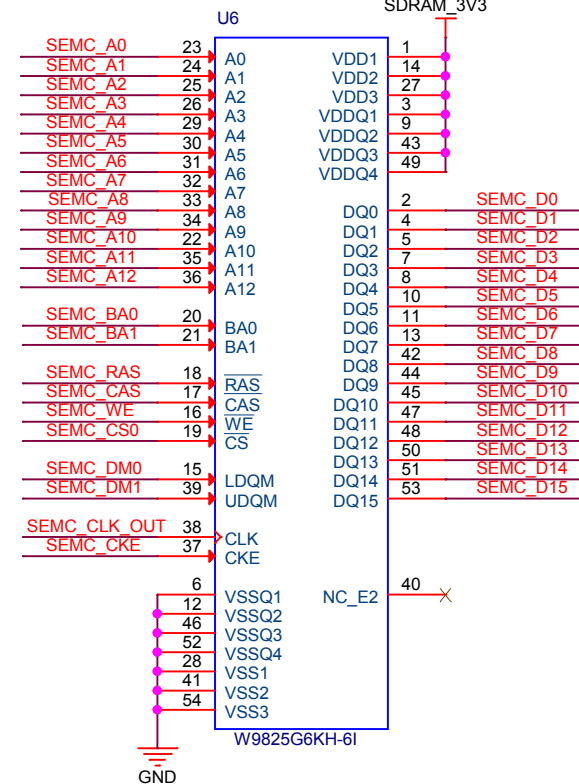 SDRAM_3V3
U6
SEMC_A0 23 A0 VDD1 1
SEMC_A1 24 A1 VDD2 14
SEMC_A2 25 A2 VDD3 27
SEMC_A3 26 A3 VDDQ1 3
SEMC_A4 29 A4 VDDQ2 9
SEMC_A5 30 A5 VDDQ3 43
SEMC_A6 31 A6 VDDQ4 49
SEMC_A7 32 A7
SEMC_A8 33 A8 DQ0 2 SEMC_D0
SEMC_A9 34 A9 DQ1 4 SEMC_D1
SEMC_A10 22 A10 DQ2 5 SEMC_D2
SEMC_A11 35 A11 DQ3 7 SEMC_D3
SEMC_A12 36 A12 DQ4 8 SEMC_D4
DQ5 10 SEMC_D5
SEMC_BA0 20 BA0 DQ6 11 SEMC_D6
SEMC_BA1 21 BA1 DQ7 13 SEMC_D7
DQ8 42 SEMC_D8
SEMC_RAS 18 RAS DQ9 44 SEMC_D9
SEMC_CAS 17 CAS DQ10 45 SEMC_D10
SEMC_WE 16 WE DQ11 47 SEMC_D11
SEMC_CS0 19 CS DQ12 48 SEMC_D12
DQ13 50 SEMC_D13
SEMC_DM0 15 LDQM DQ14 51 SEMC_D14
SEMC_DM1 39 UDQM DQ15 53 SEMC_D15
SEMC_CLK_OUT 38 CLK
SEMC_CKE 37 CKE
6 VSSQ1 NC_E2 40
12 VSSQ2
46 VSSQ3
52 VSSQ4
28 VSS1
41 VSS2
54 VSS3
W9825G6KH-6I
GND